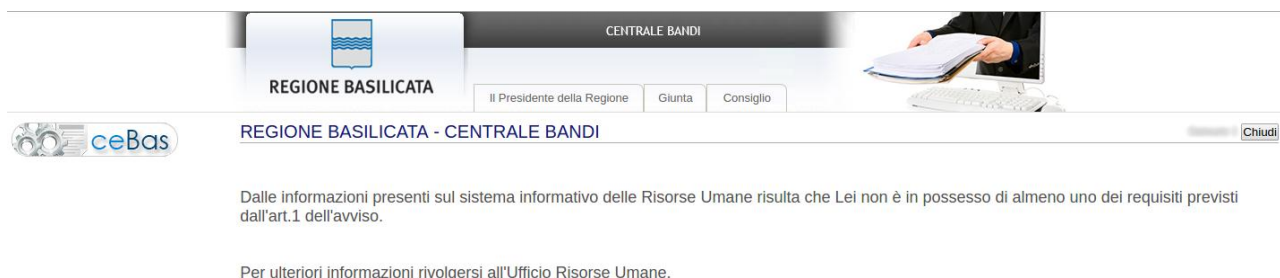 CENTRALE BANDI
REGIONE BASILICATA
Il Presidente della Regione
Giunta
Consiglio
ceBas
REGIONE BASILICATA - CENTRALE BANDI
Chiudi
Dalle informazioni presenti sul sistema informativo delle Risorse Umane risulta che Lei non è in possesso di almeno uno dei requisiti previsti
dall'art.1 dell'avviso.
Per ulteriori informazioni rivolgersi all'Ufficio Risorse Umane.